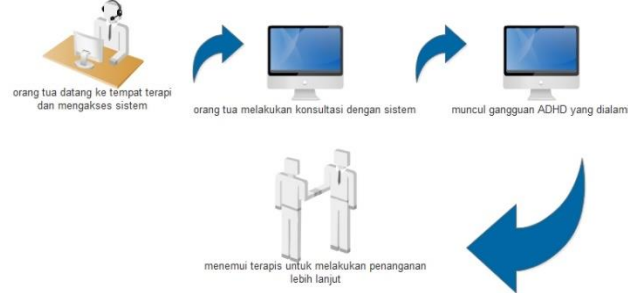 orang tua datang ke tempat terapi
dan mengakses sistem
orang tua melakukan konsultasi dengan sistem
muncul gangguan ADHD yang dialami
menemui terapis untuk melakukan penanganan
lebih lanjut